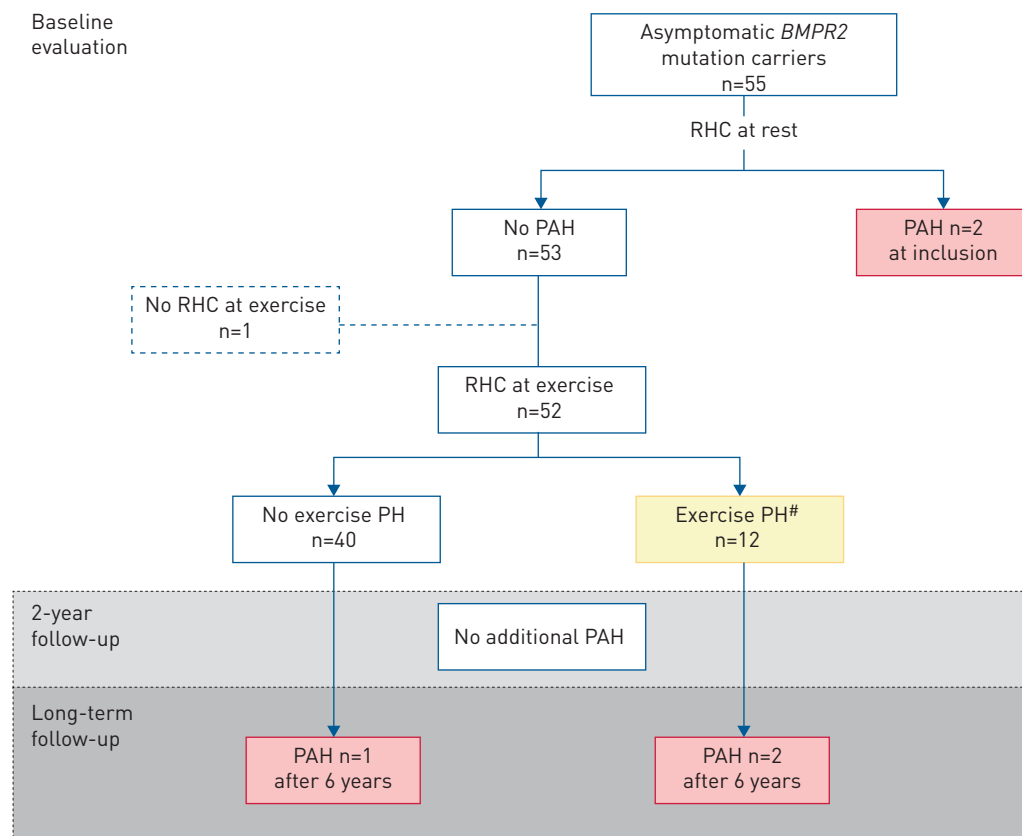 Baseline
evaluation
Asymptomatic BMPR2
mutation carriers
n=55
RHC at rest
No PAH
n=53
PAH n=2
at inclusion
No RHC at exercise
n=1
RHC at exercise
n=52
No exercise PH
n=40
Exercise PH#
n=12
2-year
follow-up
No additional PAH
Long-term
follow-up
PAH n=1
after 6 years
PAH n=2
after 6 years